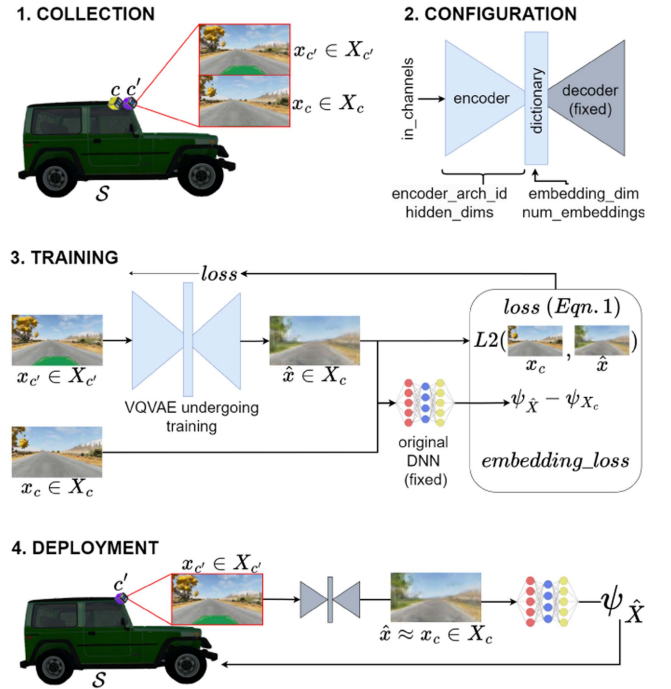 1. COLLECTION
c c'
x_{c'} ∈ X_{c'}
x_c ∈ X_c
S
2. CONFIGURATION
in_channels
encoder
dictionary
decoder
(fixed)
encoder_arch_id
hidden_dims
embedding_dim
num_embeddings
3. TRAINING
loss
x_{c'} ∈ X_{c'}
VQVAE undergoing
training
x̂ ∈ X_c
x_c ∈ X_c
original
DNN
(fixed)
loss (Eqn. 1)
L2( , )
x_c x̂
ψ_{X̂} − ψ_{X_c}
embedding_loss
4. DEPLOYMENT
c'
x_{c'} ∈ X_{c'}
S
x̂ ≈ x_c ∈ X_c
ψ_{X̂}